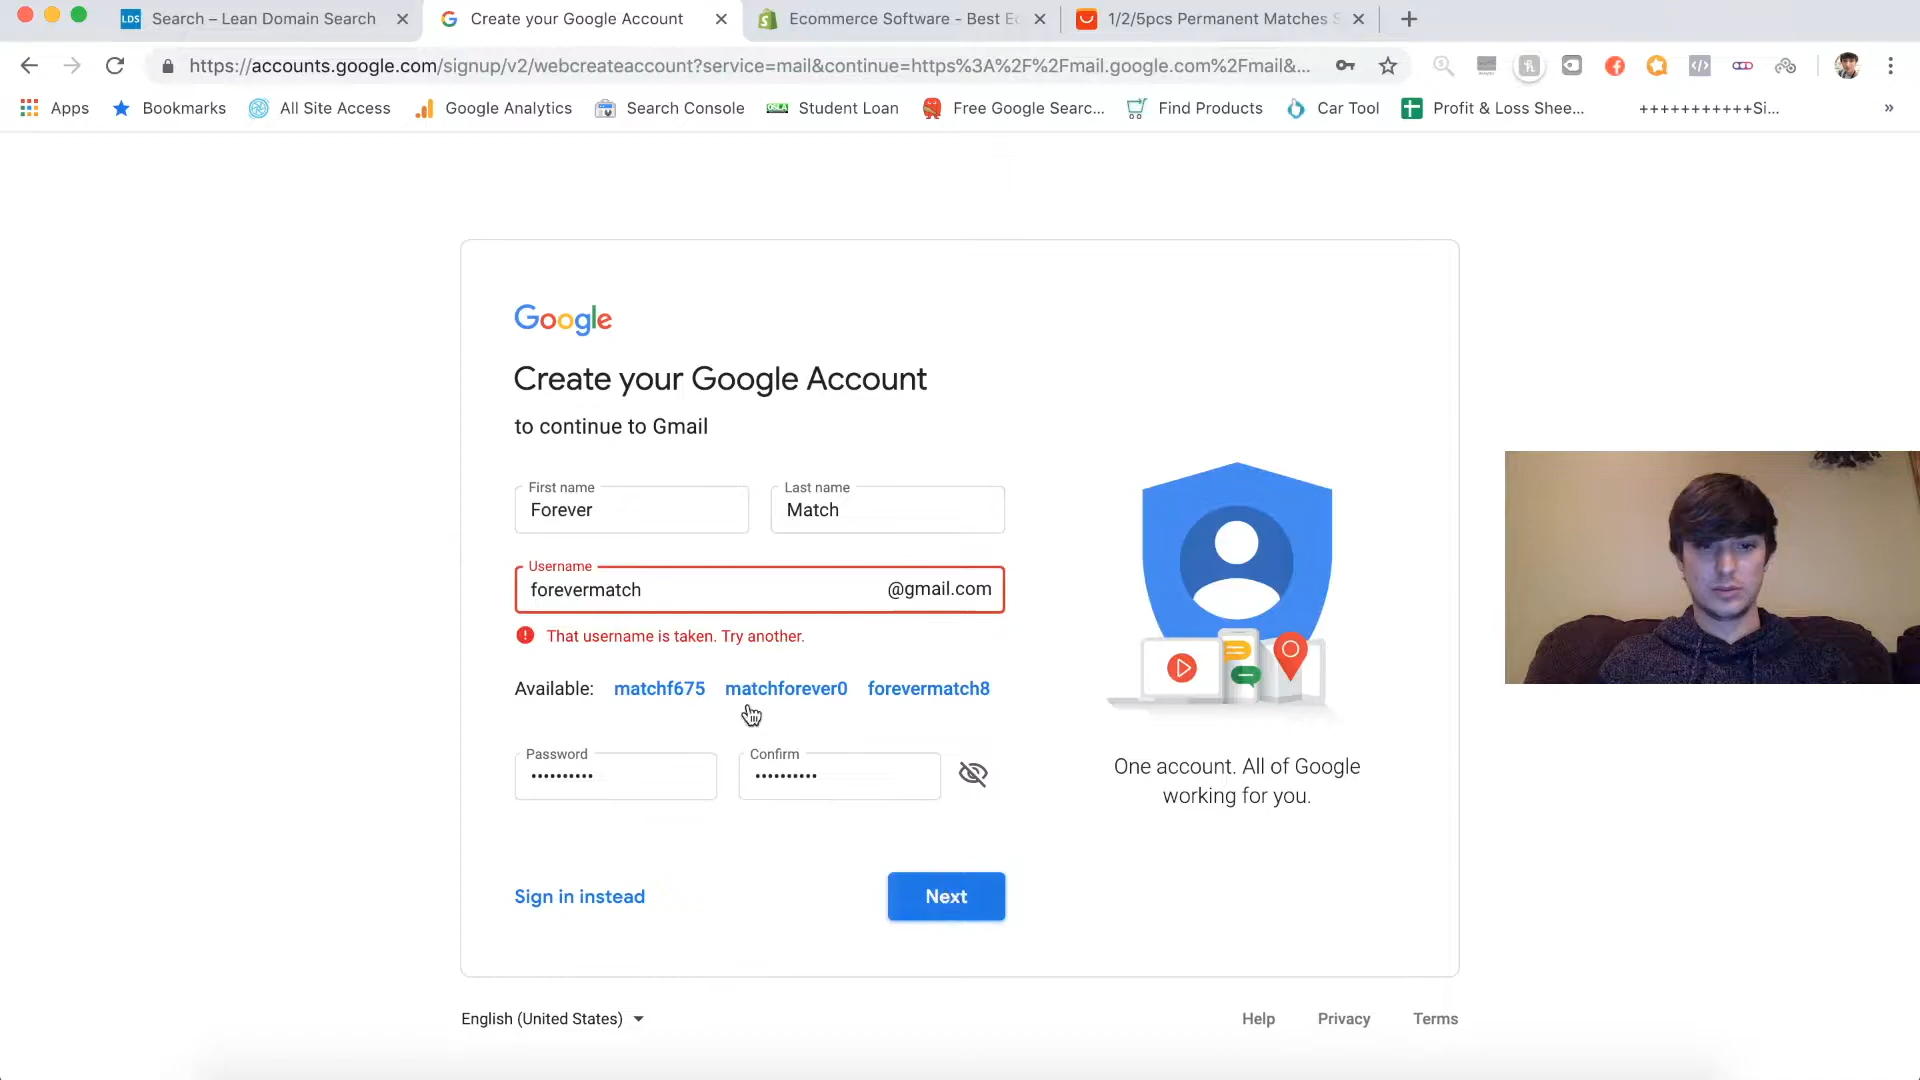 LDS Search – Lean Domain Search
Create your Google Account
Ecommerce Software - Best Ec
1/2/5pcs Permanent Matches S
https://accounts.google.com/signup/v2/webcreateaccount?service=mail&continue=https%3A%2F%2Fmail.google.com%2Fmail&...
Apps Bookmarks All Site Access Google Analytics Search Console Student Loan Free Google Searc... Find Products Car Tool Profit & Loss Shee... +++++++++++Si... »
Google
Create your Google Account
to continue to Gmail
First name
Forever
Last name
Match
Username
forevermatch @gmail.com
That username is taken. Try another.
Available: matchf675 matchforever0 forevermatch8
Password
••••••••••
Confirm
••••••••••
One account. All of Google
working for you.
Sign in instead
Next
English (United States)
Help Privacy Terms